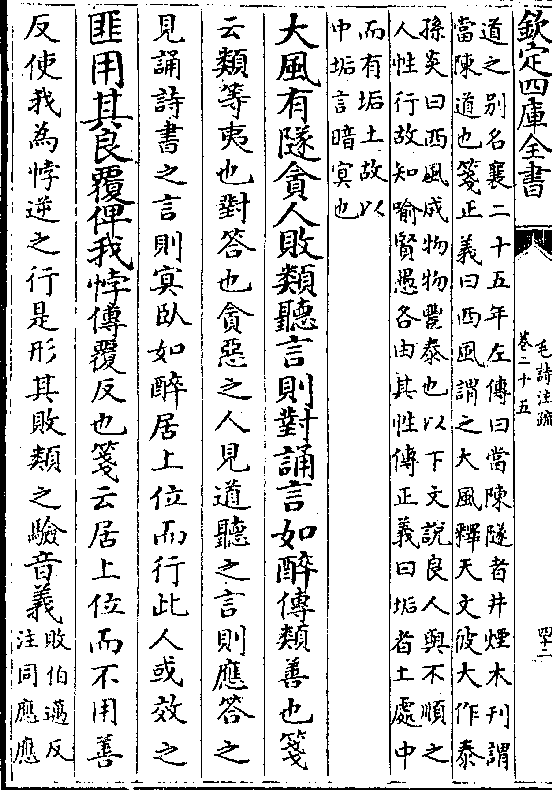 欽定四庫全書
毛詩注疏
卷二十五
四十二
道之别名襄二十五年左傳曰當陳隧者井煙木刋謂
當陳道也箋正義曰西風謂之大風釋天文彼大作泰
孫炎曰西風成物物豐泰也以下文説良人與不順之
人性行故知喻賢愚各由其性傳正義曰垢者土處中
而有垢土故以
中垢言暗㝠也
大風有隧貪人敗類聽言則對誦言如醉傳類善也箋
云類等夷也對答也貪惡之人見道聽之言則應答之
見誦詩書之言則㝠卧如醉居上位而行此人或效之
匪用其良覆俾我悖傳覆反也箋云居上位而不用善
反使我為悖逆之行是形其敗類之驗音義
敗伯邁反
注同應應